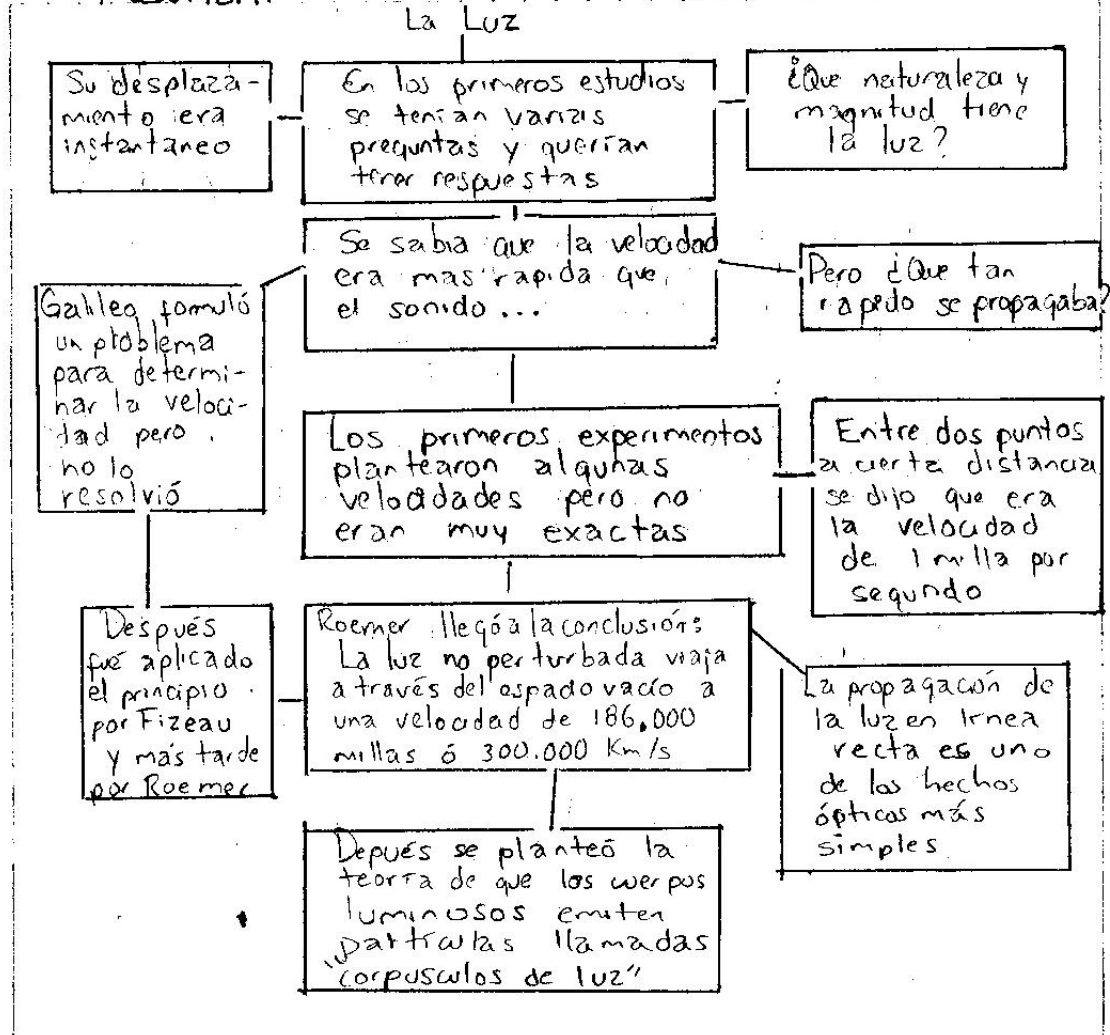 La Luz
Su desplaza-
miento era
instantaneo
En los primeros estudios
se tenían varias
preguntas y querían
tener respuestas
¿Que naturaleza y
magnitud tiene
la luz?
Se sabia que la velocidad
era mas rapida que
el sonido...
Pero ¿Que tan
rapido se propagaba?
Galileo formuló
un problema
para determi-
nar la veloci-
dad pero
no lo
resolvió
Los primeros experimentos
plantearon algunas
velocidades pero no
eran muy exactas
Entre dos puntos
a cierta distancia
se dijo que era
la velocidad
de 1 milla por
segundo
Después
fué aplicado
el principio
por Fizeau
y más tarde
por Roemer
Roemer llegó a la conclusión:
La luz no perturbada viaja
a través del espacio vacío a
una velocidad de 186,000
millas ó 300.000 Km/s
La propagación de
la luz en línea
recta es uno
de los hechos
ópticos más
simples
Depués se planteó la
teoría de que los cuerpos
luminosos emiten
partículas llamadas
"corpusculos de luz"